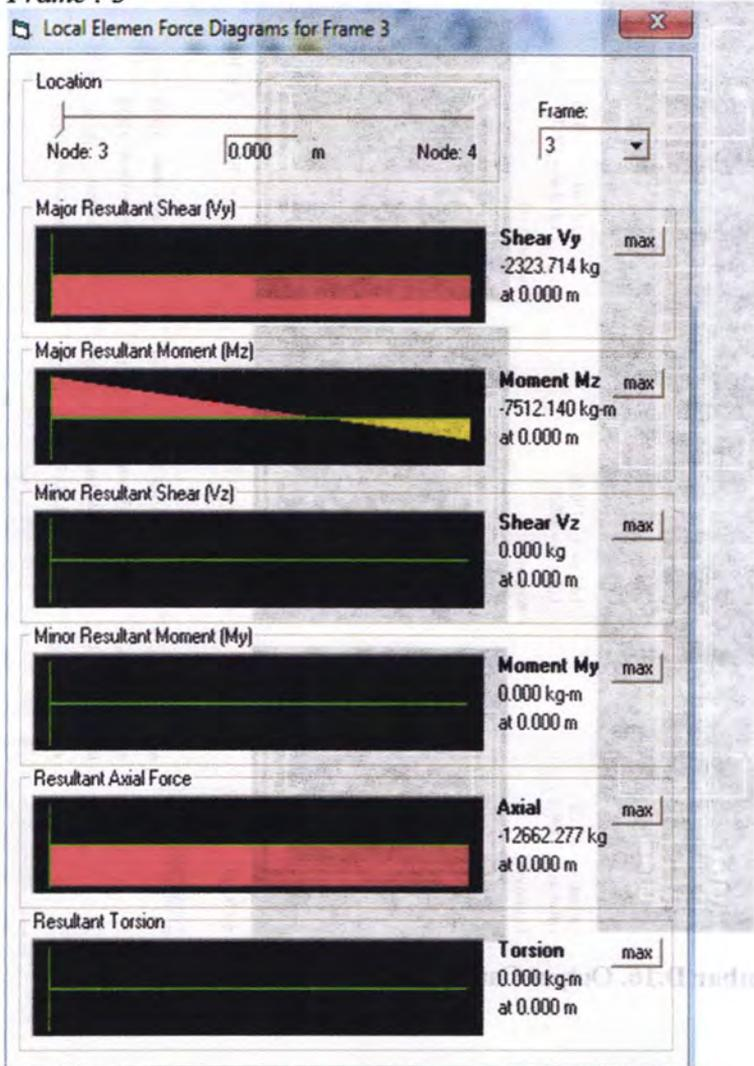 Frame : 3
Local Elemen Force Diagrams for Frame 3
X
Location
Node: 3
0.000 m
Node: 4
Frame:
3
Major Resultant Shear (Vy)
Shear Vy max
-2323.714 kg
at 0.000 m
Major Resultant Moment (Mz)
Moment Mz max
-7512.140 kg-m
at 0.000 m
Minor Resultant Shear (Vz)
Shear Vz max
0.000 kg
at 0.000 m
Minor Resultant Moment (My)
Moment My max
0.000 kg-m
at 0.000 m
Resultant Axial Force
Axial max
-12662.277 kg
at 0.000 m
Resultant Torsion
Torsion max
0.000 kg-m
at 0.000 m